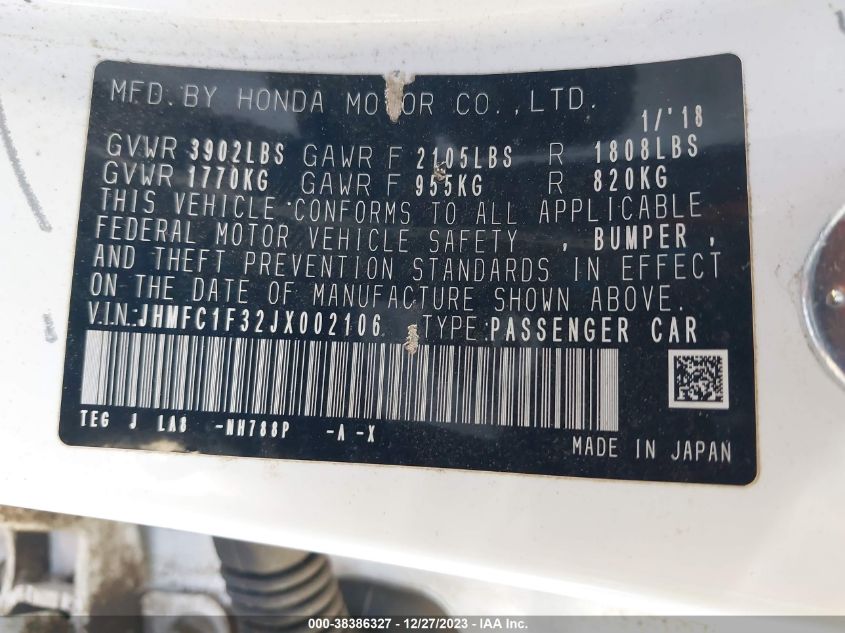 MFD. BY HONDA MOTOR CO., LTD.
1/'18
GVWR 3902LBS GAWR F 2105LBS R 1808LBS
GVWR 1770KG GAWR F 955KG R 820KG
THIS VEHICLE CONFORMS TO ALL APPLICABLE
FEDERAL MOTOR VEHICLE SAFETY , BUMPER ,
AND THEFT PREVENTION STANDARDS IN EFFECT
ON THE DATE OF MANUFACTURE SHOWN ABOVE.
V.I.N.:JHMFC1F32JX002106 TYPE:PASSENGER CAR
TEG J LA8 -NH788P -A -X
MADE IN JAPAN
000-38386327 - 12/27/2023 - IAA Inc.